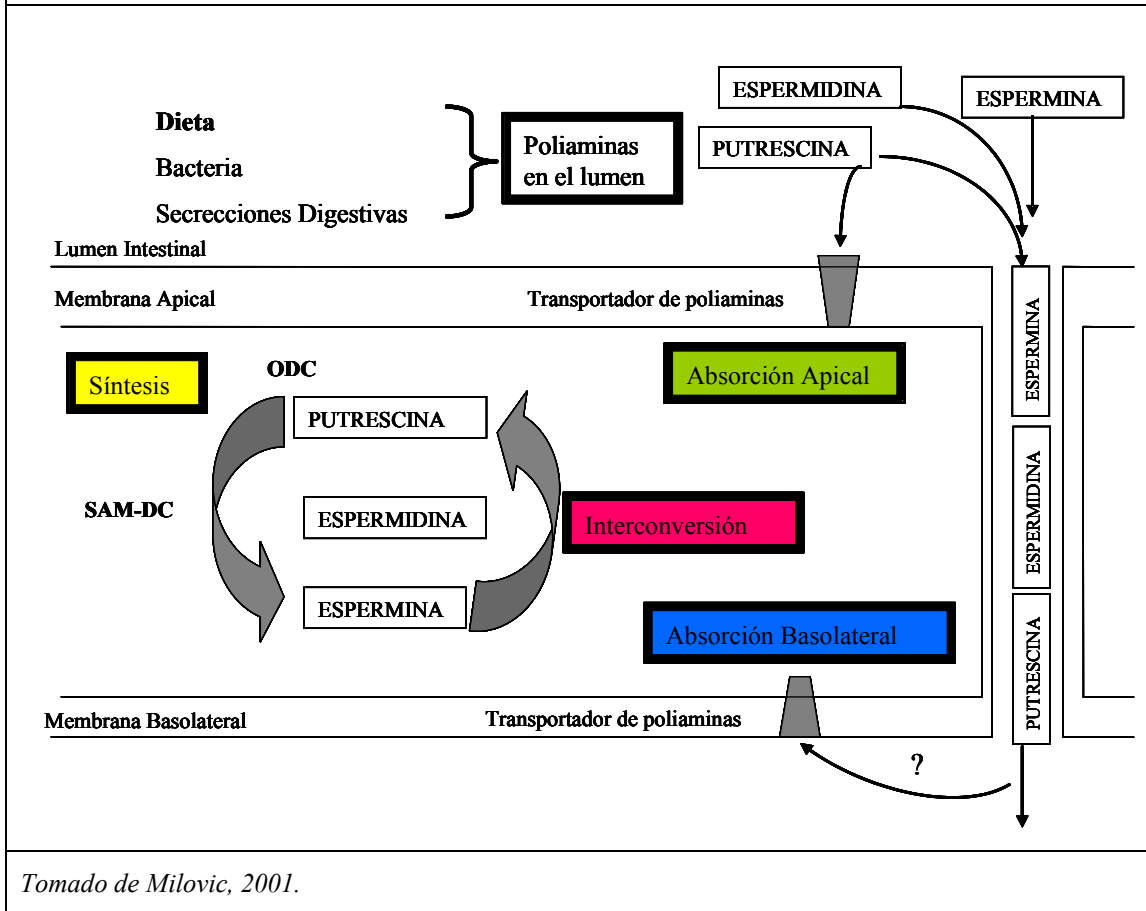 ESPERMIDINA
ESPERMINA
Dieta
Bacteria
Secrecciones Digestivas
Poliaminas
en el lumen
PUTRESCINA
Lumen Intestinal
Membrana Apical
Transportador de poliaminas
Síntesis
ODC
PUTRESCINA
SAM-DC
ESPERMIDINA
ESPERMINA
Absorción Apical
Interconversión
Absorción Basolateral
ESPERMINA
ESPERMIDINA
PUTRESCINA
Membrana Basolateral
Transportador de poliaminas
?
Tomado de Milovic, 2001.